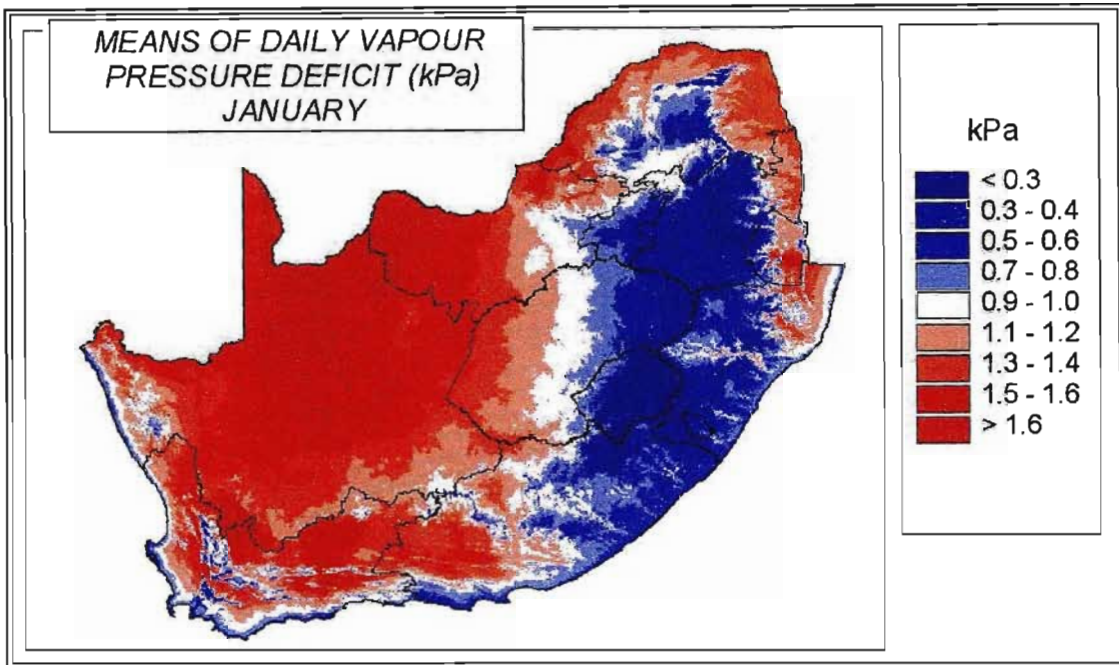 MEANS OF DAILY VAPOUR
PRESSURE DEFICIT (kPa)
JANUARY
kPa
< 0.3
0.3 - 0.4
0.5 - 0.6
0.7 - 0.8
0.9 - 1.0
1.1 - 1.2
1.3 - 1.4
1.5 - 1.6
> 1.6